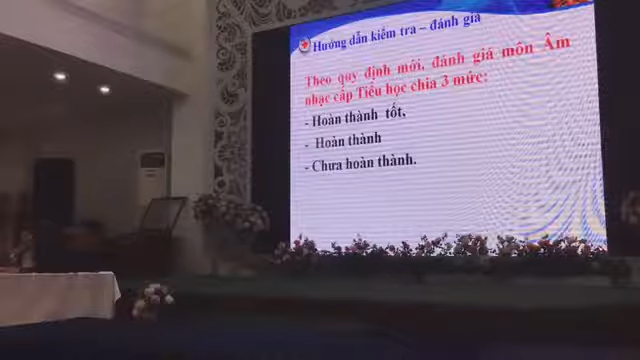 Hướng dẫn kiểm tra – đánh giá
Theo quy định mới, đánh giá môn Âm
nhạc cấp Tiểu học chia 3 mức:
- Hoàn thành tốt,
- Hoàn thành
- Chưa hoàn thành.